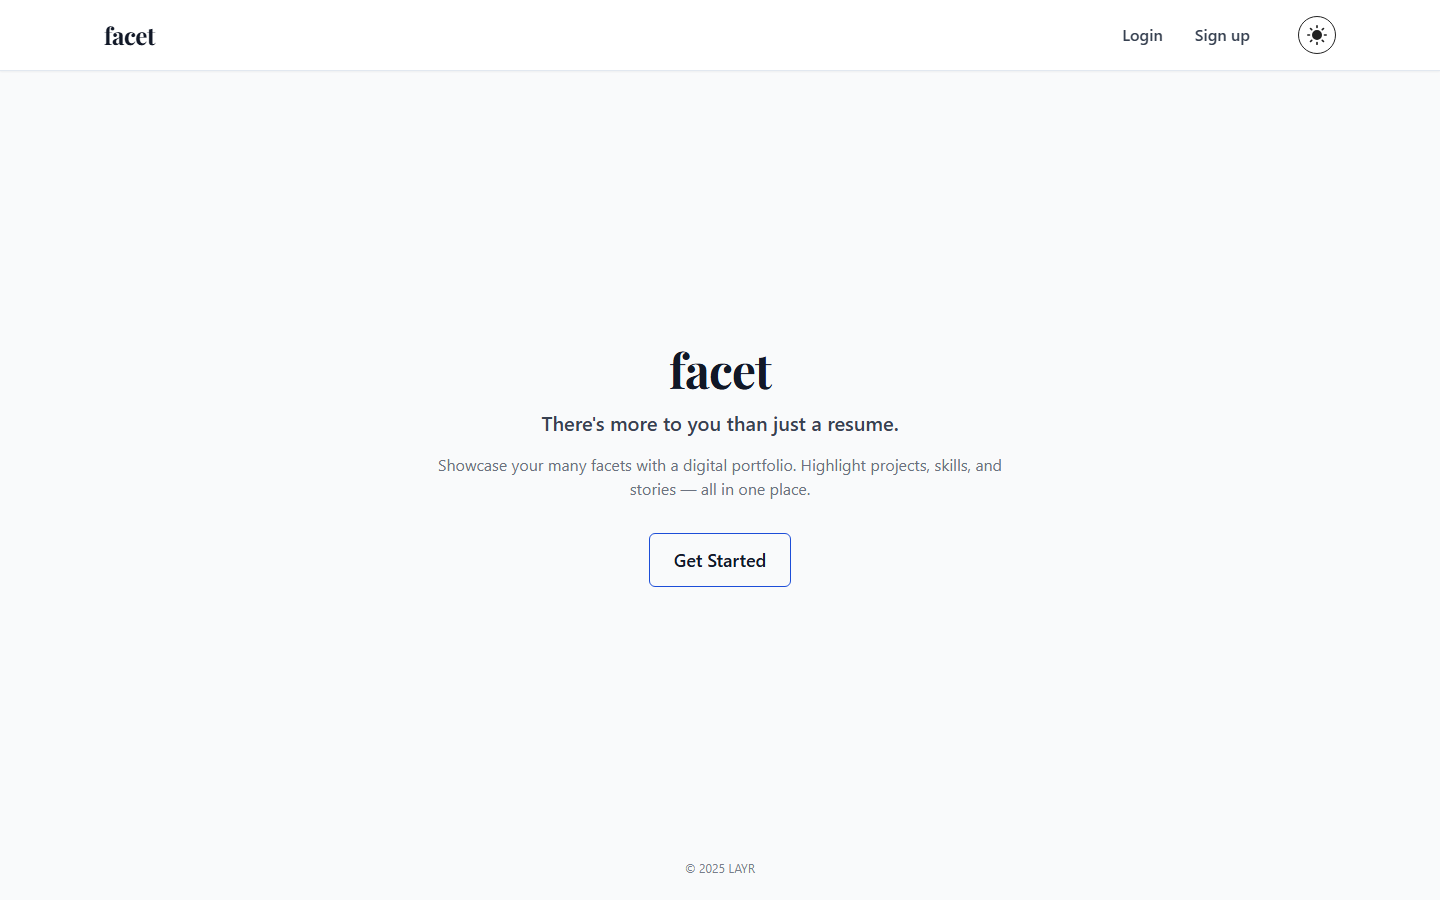 facet
Login
Sign up
facet
There's more to you than just a resume.
Showcase your many facets with a digital portfolio. Highlight projects, skills, and
stories — all in one place.
Get Started
© 2025 LAYR